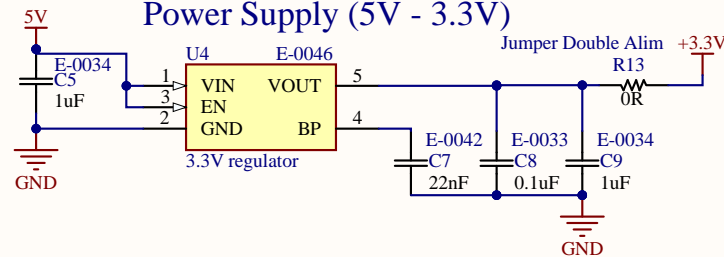 Power Supply (5V - 3.3V)
5V
E-0034
C5
1uF
GND
U4
E-0046
1
VIN
VOUT
5
3
EN
2
GND
BP
4
3.3V regulator
E-0042
C7
22nF
E-0033
C8
0.1uF
E-0034
C9
1uF
GND
Jumper Double Alim
R13
0R
+3.3V